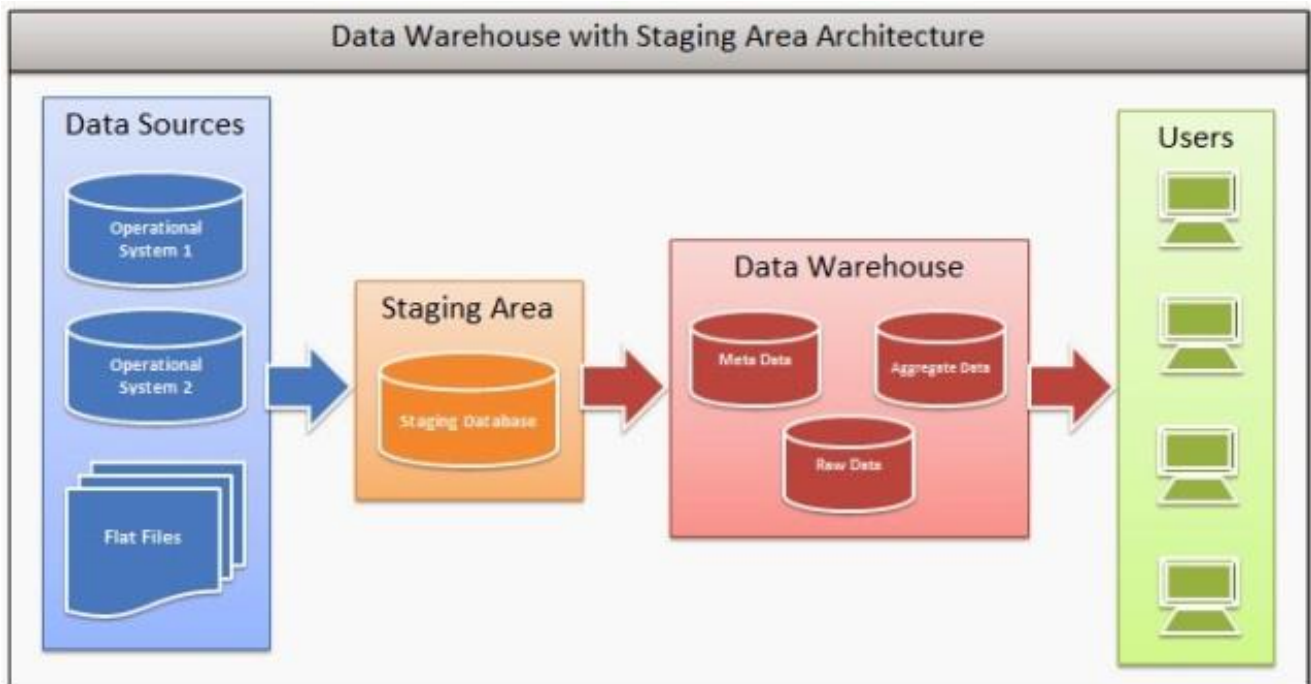 Data Warehouse with Staging Area Architecture
Data Sources
Operational
System 1
Operational
System 2
Flat Files
Staging Area
Staging Database
Data Warehouse
Meta Data
Aggregate Data
Raw Data
Users